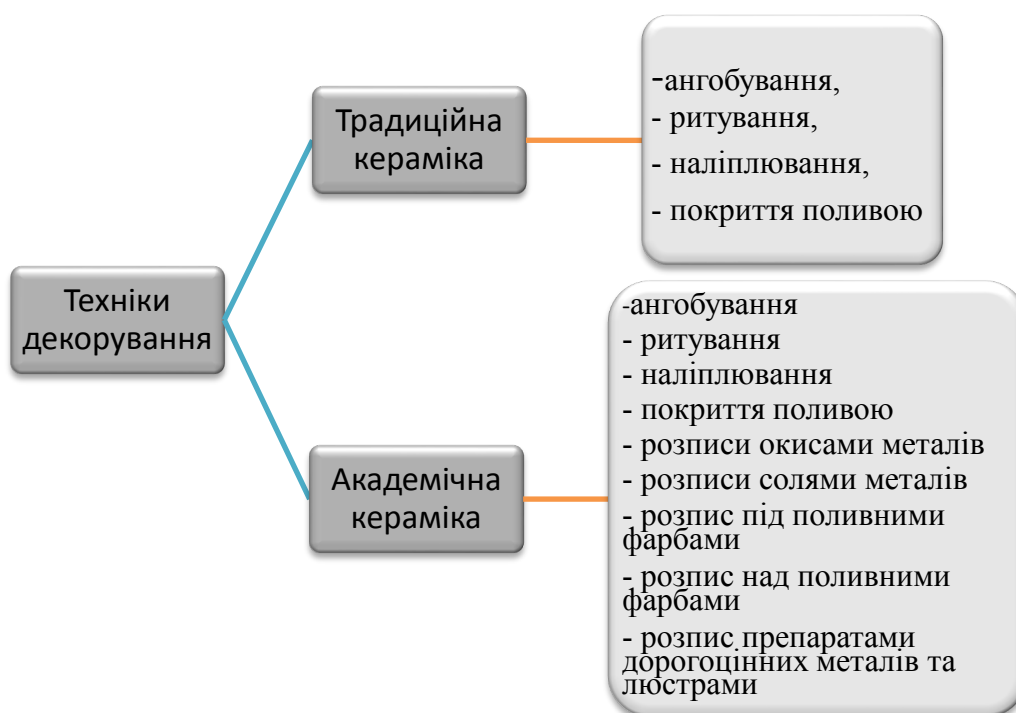 Техніки
декорування
Традиційна
кераміка
-ангобування,
- ритування,
- наліплювання,
- покриття поливою
Академічна
кераміка
-ангобування
- ритування
- наліплювання
- покриття поливою
- розписи окисами металів
- розписи солями металів
- розпис під поливними
фарбами
- розпис над поливними
фарбами
- розпис препаратами
дорогоцінних металів та
люстрами